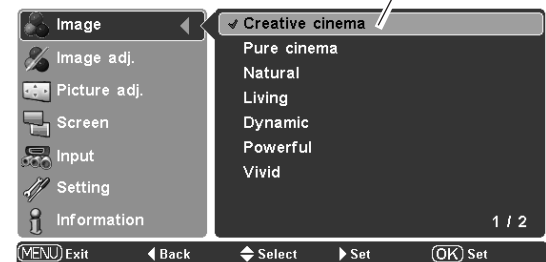 Image
Image adj.
Picture adj.
Screen
Input
Setting
Information
Creative cinema
Pure cinema
Natural
Living
Dynamic
Powerful
Vivid
1 / 2
MENU Exit Back Select Set OK Set